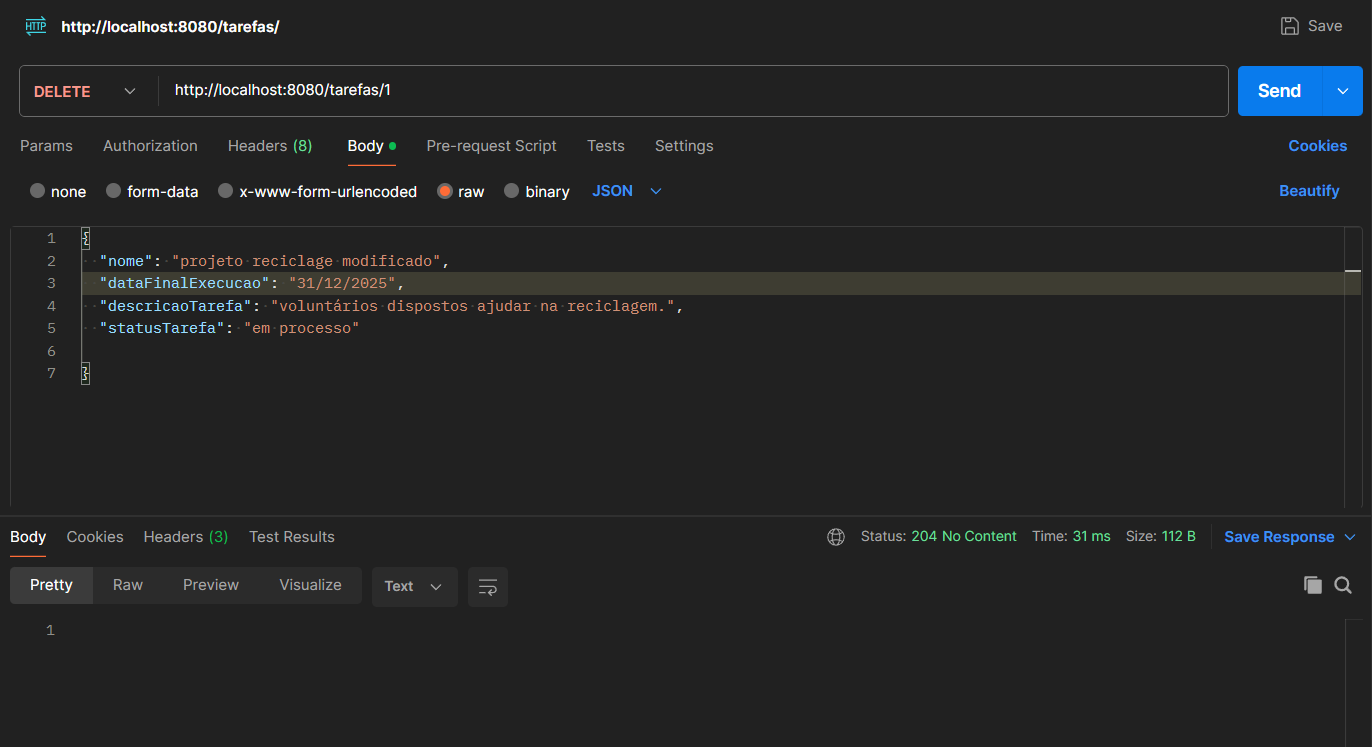 HTTP http://localhost:8080/tarefas/ Save
DELETE http://localhost:8080/tarefas/1 Send
Params Authorization Headers (8) Body Pre-request Script Tests Settings Cookies
none form-data x-www-form-urlencoded raw binary JSON Beautify
1 {
2 "nome": "projeto reciclage modificado",
3 "dataFinalExecucao": "31/12/2025",
4 "descricaoTarefa": "voluntários dispostos ajudar na reciclagem.",
5 "statusTarefa": "em processo"
6
7 }
Body Cookies Headers (3) Test Results Status: 204 No Content Time: 31 ms Size: 112 B Save Response
Pretty Raw Preview Visualize Text
1